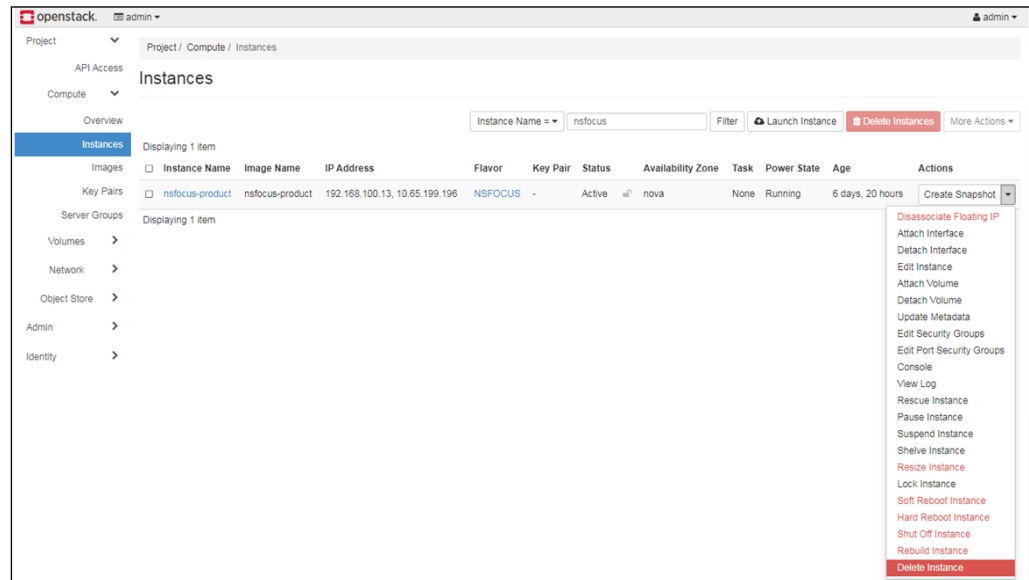 openstack. admin admin
Project
API Access
Compute
Overview
Instances
Images
Key Pairs
Server Groups
Volumes
Network
Object Store
Admin
Identity
Project / Compute / Instances
Instances
Instance Name = nsfocus Filter Launch Instance Delete Instances More Actions
Displaying 1 item
Instance Name Image Name IP Address Flavor Key Pair Status Availability Zone Task Power State Age Actions
nsfocus-product nsfocus-product 192.168.100.13, 10.65.199.196 NSFOCUS - Active nova None Running 6 days, 20 hours Create Snapshot
Displaying 1 item
Disassociate Floating IP
Attach Interface
Detach Interface
Edit Instance
Attach Volume
Detach Volume
Update Metadata
Edit Security Groups
Edit Port Security Groups
Console
View Log
Rescue Instance
Pause Instance
Suspend Instance
Shelve Instance
Resize Instance
Lock Instance
Soft Reboot Instance
Hard Reboot Instance
Shut Off Instance
Rebuild Instance
Delete Instance